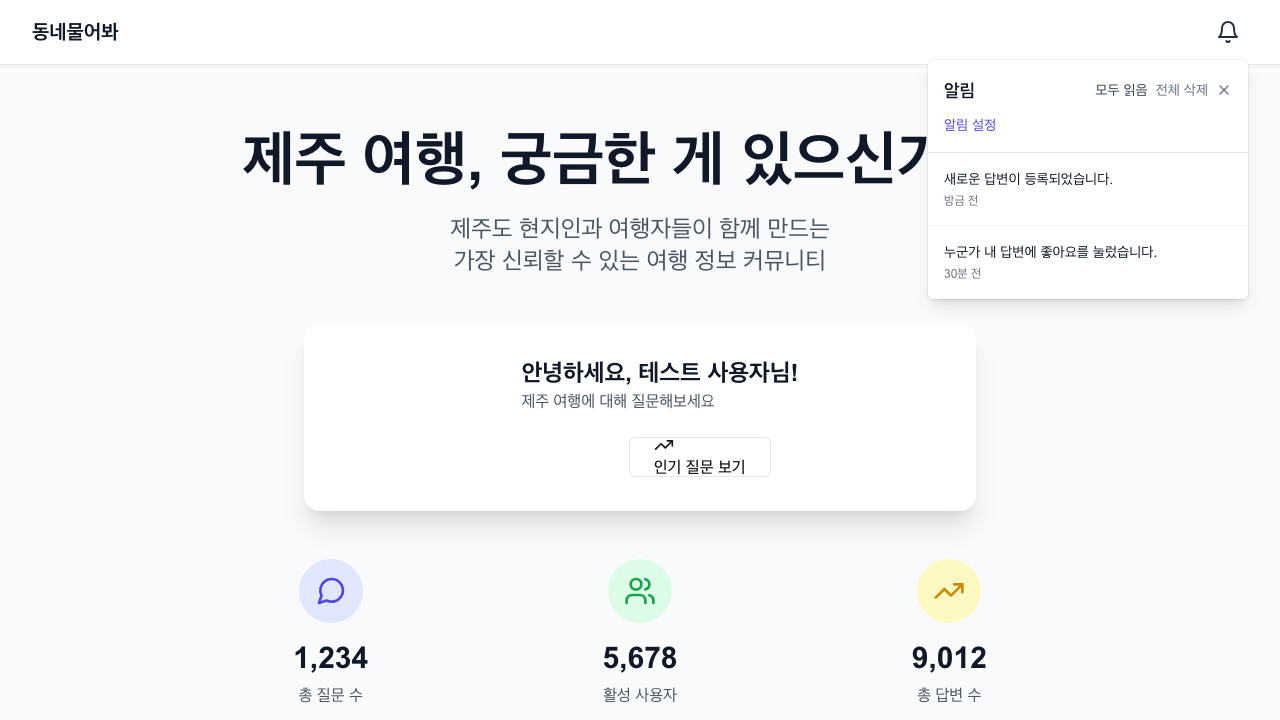 동네물어봐
알림
모두 읽음
전체 삭제
알림 설정
새로운 답변이 등록되었습니다.
방금 전
누군가 내 답변에 좋아요를 눌렀습니다.
30분 전
제주 여행, 궁금한 게 있으신
제주도 현지인과 여행자들이 함께 만드는
가장 신뢰할 수 있는 여행 정보 커뮤니티
안녕하세요, 테스트 사용자님!
제주 여행에 대해 질문해보세요
인기 질문 보기
1,234
총 질문 수
5,678
활성 사용자
9,012
총 답변 수